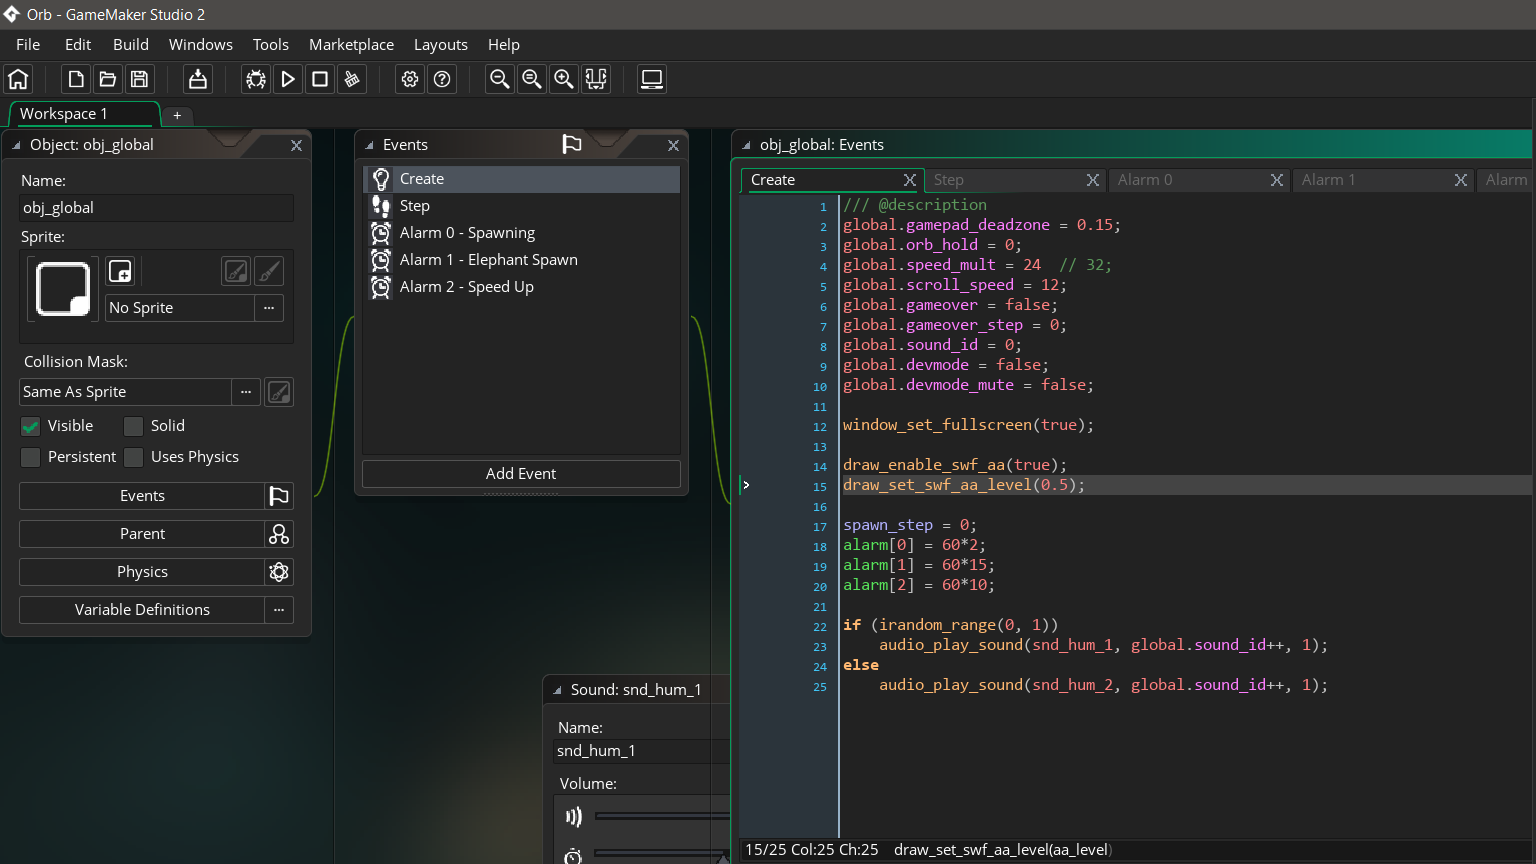 Orb - GameMaker Studio 2
File Edit Build Windows Tools Marketplace Layouts Help
Workspace 1 +
Object: obj_global
Name:
obj_global
Sprite:
No Sprite ...
Collision Mask:
Same As Sprite ...
Visible Solid
Persistent Uses Physics
Events
Parent
Physics
Variable Definitions ...
Events
Create
Step
Alarm 0 - Spawning
Alarm 1 - Elephant Spawn
Alarm 2 - Speed Up
Add Event
Sound: snd_hum_1
Name:
snd_hum_1
Volume:
obj_global: Events
Create Step Alarm 0 Alarm 1 Alarm
1 /// @description
2 global.gamepad_deadzone = 0.15;
3 global.orb_hold = 0;
4 global.speed_mult = 24  // 32;
5 global.scroll_speed = 12;
6 global.gameover = false;
7 global.gameover_step = 0;
8 global.sound_id = 0;
9 global.devmode = false;
10 global.devmode_mute = false;
11
12 window_set_fullscreen(true);
13
14 draw_enable_swf_aa(true);
15 draw_set_swf_aa_level(0.5);
16
17 spawn_step = 0;
18 alarm[0] = 60*2;
19 alarm[1] = 60*15;
20 alarm[2] = 60*10;
21
22 if (irandom_range(0, 1))
23     audio_play_sound(snd_hum_1, global.sound_id++, 1);
24 else
25     audio_play_sound(snd_hum_2, global.sound_id++, 1);
15/25 Col:25 Ch:25 draw_set_swf_aa_level(aa_level)